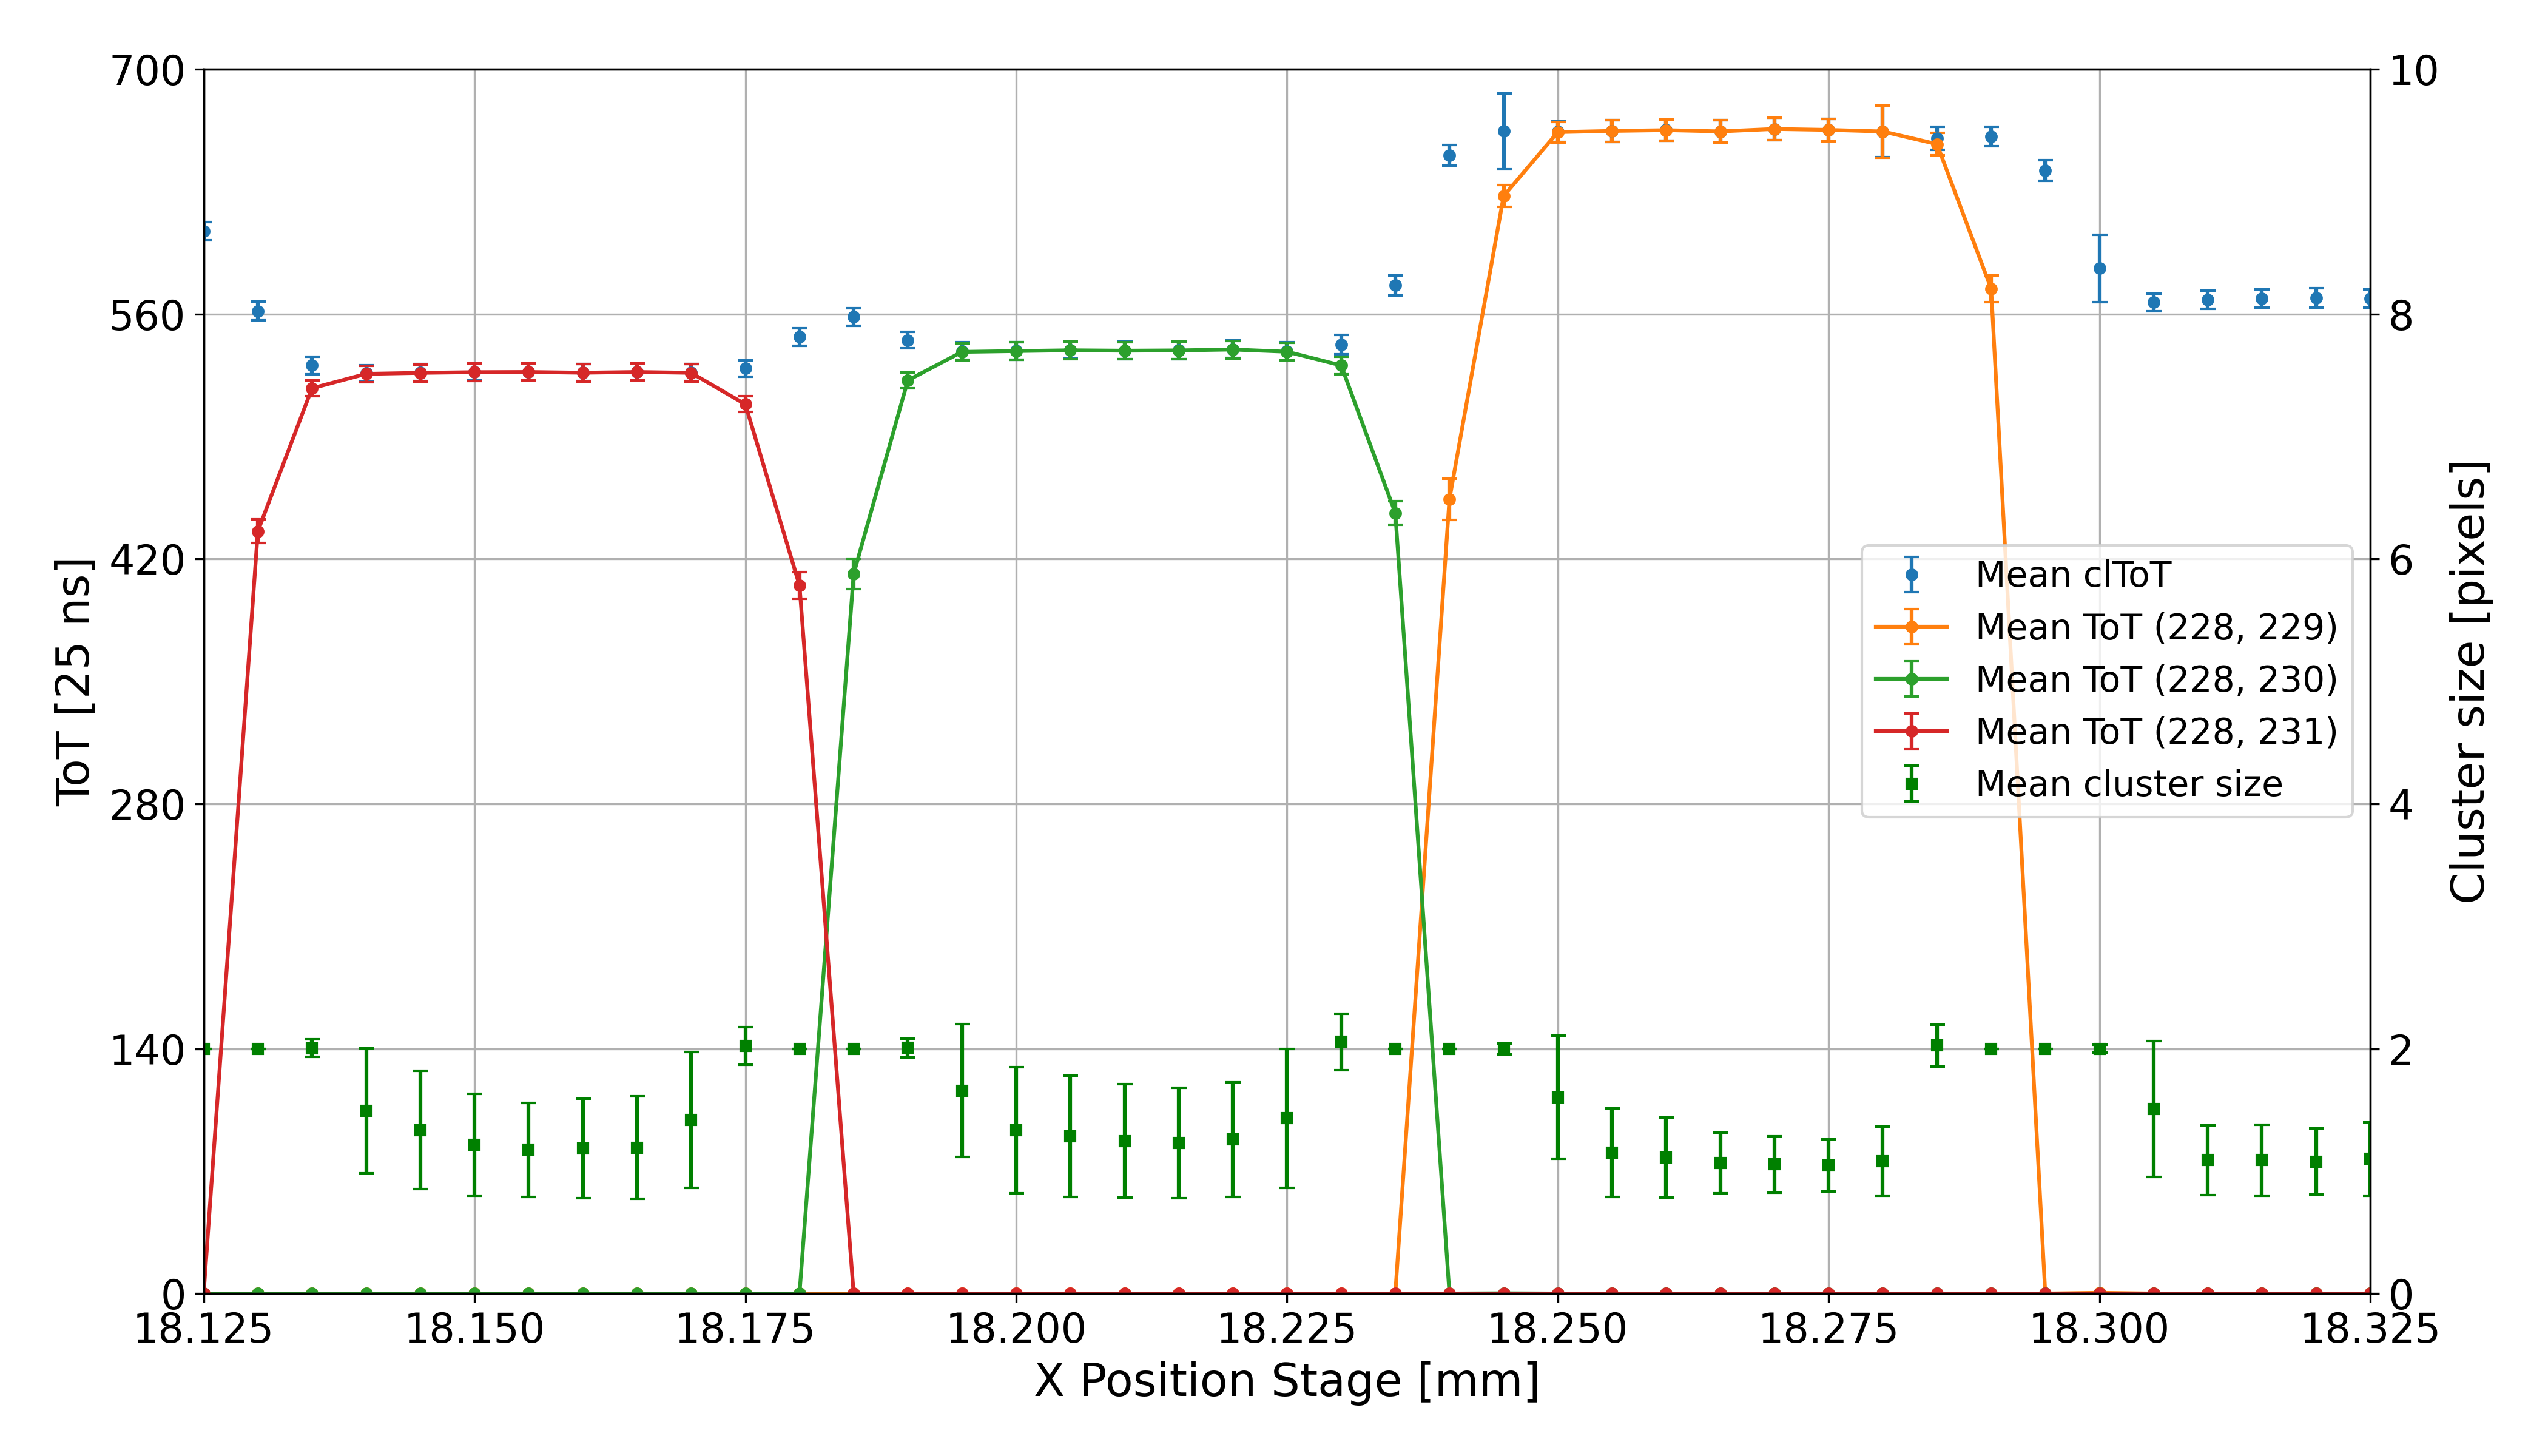 700
560
420
280
140
0
ToT [25 ns]
10
8
6
4
2
0
Cluster size [pixels]
Mean clToT
Mean ToT (228, 229)
Mean ToT (228, 230)
Mean ToT (228, 231)
Mean cluster size
18.125 18.150 18.175 18.200 18.225 18.250 18.275 18.300 18.325
X Position Stage [mm]